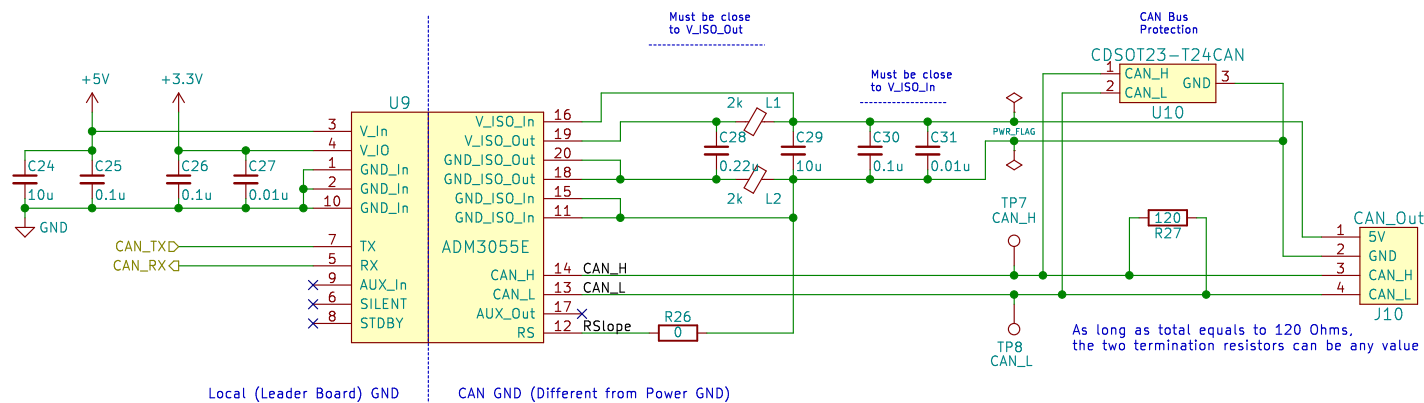 Must be close
to V_ISO_Out
CAN Bus
Protection
CDSOT23-T24CAN
1
CAN_H
2
CAN_L
GND
3
U10
Must be close
to V_ISO_In
+5V
+3.3V
U9
2k
L1
3
V_In
V_ISO_In
16
4
V_IO
V_ISO_Out
19
1
GND_In
GND_ISO_Out
20
2
GND_In
GND_ISO_Out
18
10
GND_In
GND_ISO_In
15
GND_ISO_In
11
C24
10u
C25
0.1u
C26
0.1u
C27
0.01u
C28
0.22u
C29
10u
C30
0.1u
C31
0.01u
PWR_FLAG
2k
L2
GND
CAN_TX
7
TX
ADM3055E
CAN_RX
5
RX
9
AUX_In
CAN_H
14
CAN_H
6
SILENT
CAN_L
13
CAN_L
8
STDBY
AUX_Out
17
RS
12
RSlope
R26
0
TP7
CAN_H
TP8
CAN_L
120
R27
CAN_Out
1
5V
2
GND
3
CAN_H
4
CAN_L
J10
As long as total equals to 120 Ohms,
the two termination resistors can be any value
Local (Leader Board) GND
CAN GND (Different from Power GND)